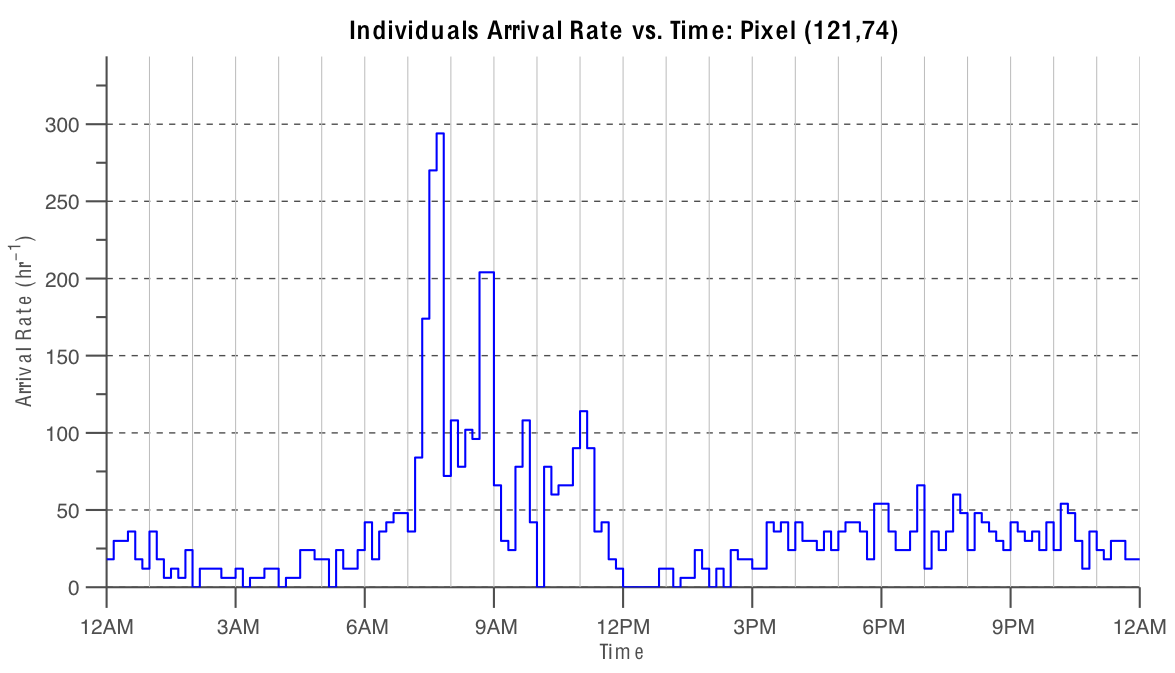 Individuals Arrival Rate vs. Time: Pixel (121,74)
Arrival Rate (hr⁻¹)
300
250
200
150
100
50
0
12AM 3AM 6AM 9AM 12PM 3PM 6PM 9PM 12AM
Time